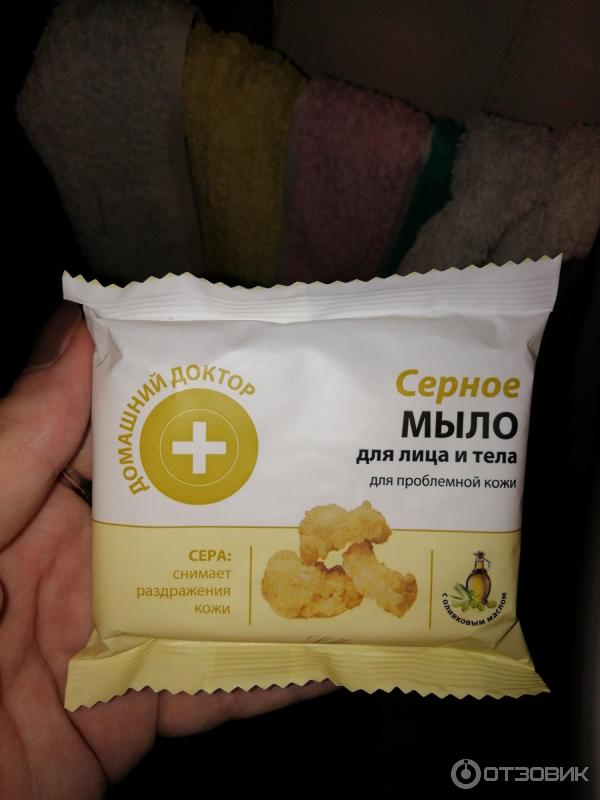 ДОМАШНИЙ ДОКТОР
Серное
МЫЛО
для лица и тела
для проблемной кожи
СЕРА:
снимает
раздражения
кожи
с оливковым маслом
ОТЗОВИК